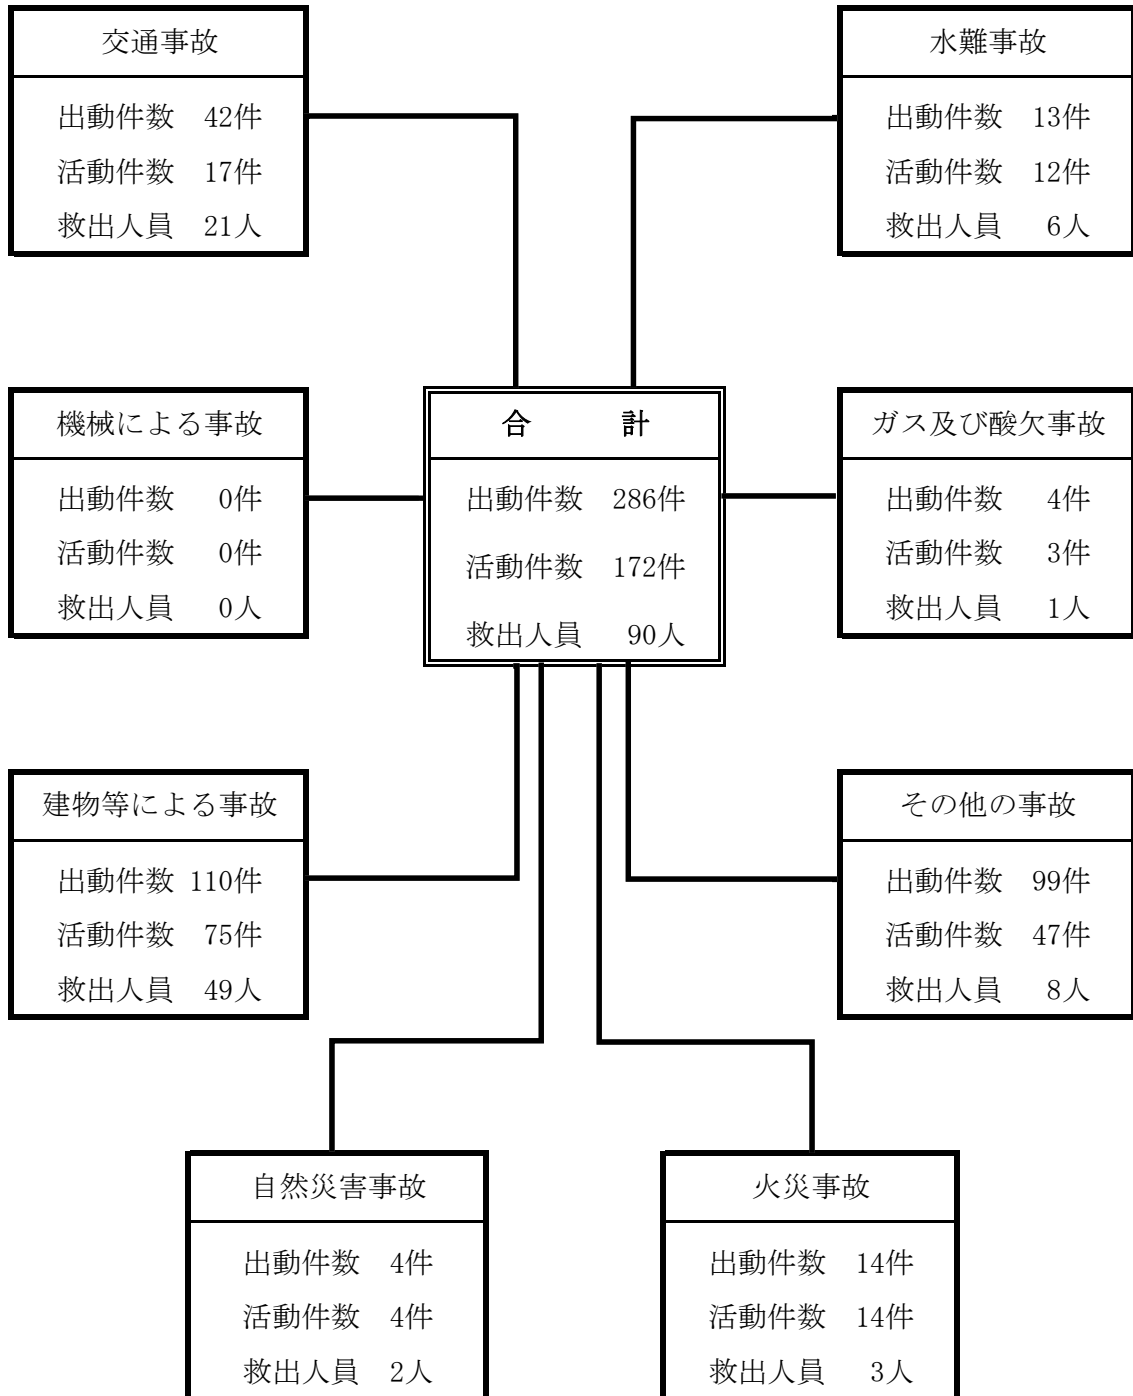 交通事故
出動件数 42件
活動件数 17件
救出人員 21人
水難事故
出動件数 13件
活動件数 12件
救出人員 6人
機械による事故
出動件数 0件
活動件数 0件
救出人員 0人
合 計
出動件数 286件
活動件数 172件
救出人員 90人
ガス及び酸欠事故
出動件数 4件
活動件数 3件
救出人員 1人
建物等による事故
出動件数 110件
活動件数 75件
救出人員 49人
その他の事故
出動件数 99件
活動件数 47件
救出人員 8人
自然災害事故
出動件数 4件
活動件数 4件
救出人員 2人
火災事故
出動件数 14件
活動件数 14件
救出人員 3人